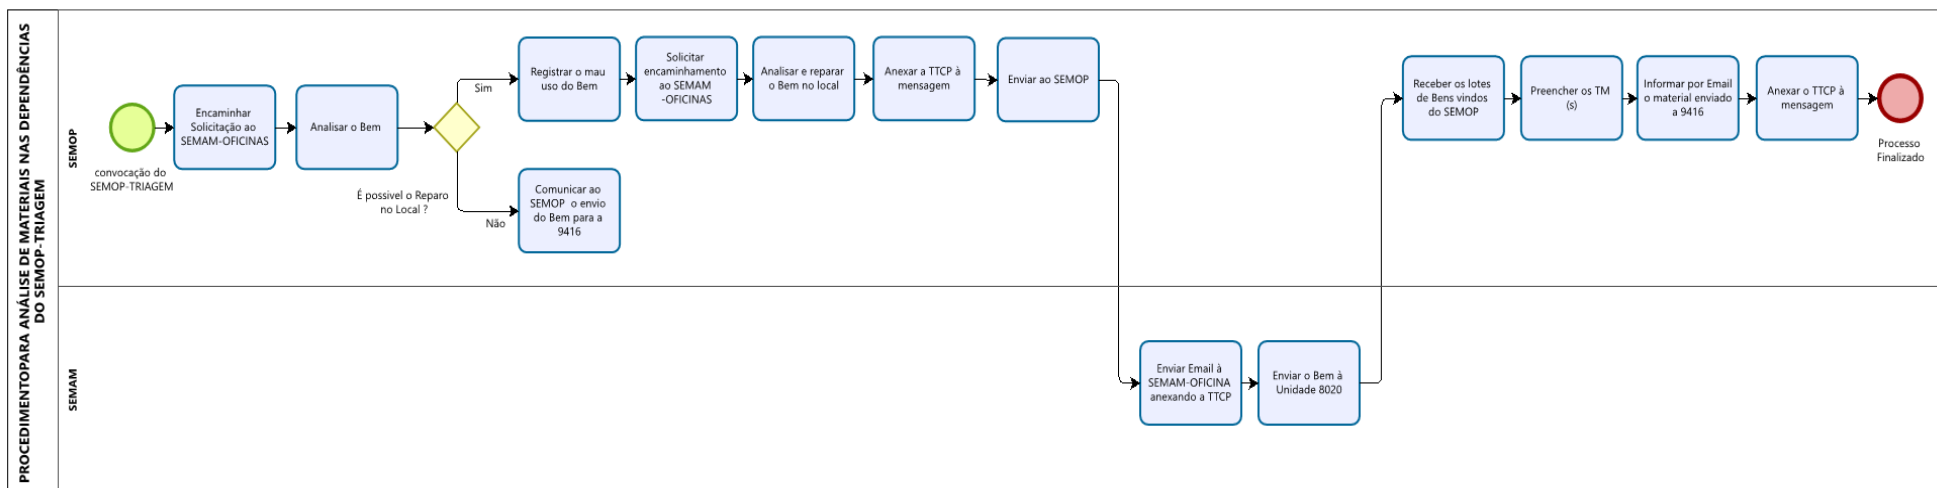 PROCEDIMENTOPARA ANÁLISE DE MATERIAIS NAS DEPENDÊNCIAS
DO SEMOP-TRIAGEM
SEMOP
convocação do
SEMOP-TRIAGEM
Encaminhar
Solicitação ao
SEMAM-OFICINAS
Analisar o Bem
É possivel o Reparo
no Local ?
Sim
Não
Registrar o mau
uso do Bem
Solicitar
encaminhamento
ao SEMAM
-OFICINAS
Analisar e reparar
o Bem no local
Anexar a TTCP à
mensagem
Enviar ao SEMOP
Comunicar ao
SEMOP o envio
do Bem para a
9416
Receber os lotes
de Bens vindos
do SEMOP
Preencher os TM
(s)
Informar por Email
o material enviado
a 9416
Anexar o TTCP à
mensagem
Processo
Finalizado
SEMAM
Enviar Email à
SEMAM-OFICINA
anexando a TTCP
Enviar o Bem à
Unidade 8020